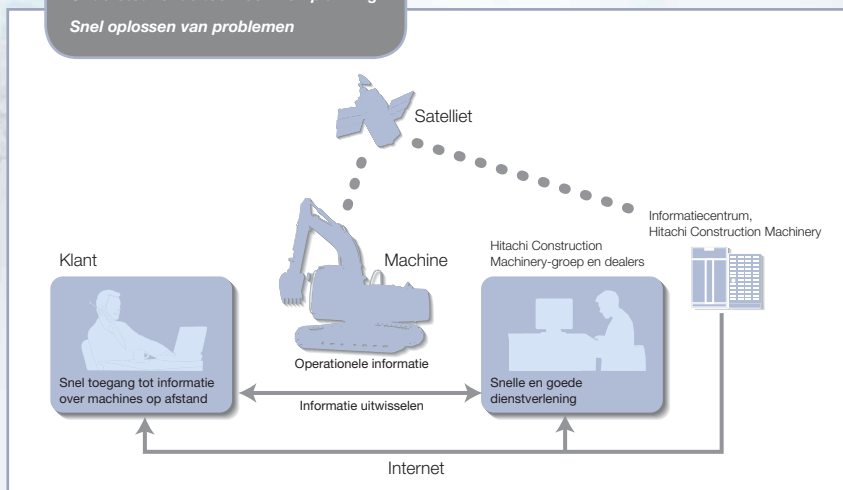 Snel oplossen van problemen
Satelliet
Informatiecentrum,
Hitachi Construction Machinery
Klant
Machine
Hitachi Construction
Machinery-groep en dealers
Operationele informatie
Snel toegang tot informatie
over machines op afstand
Informatie uitwisselen
Snelle en goede
dienstverlening
Internet